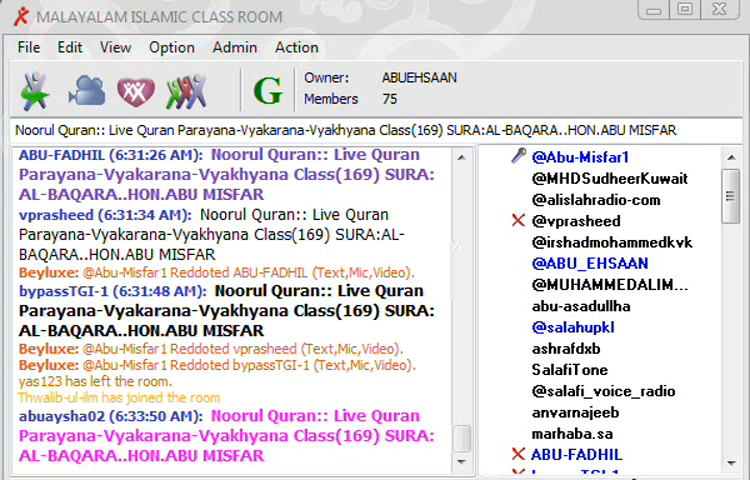 MALAYALAM ISLAMIC CLASS ROOM
File Edit View Option Admin Action
G
Owner: ABUEHSAAN
Members 75
Noorul Quran:: Live Quran Parayana-Vyakarana-Vyakhyana Class(169) SURA:AL-BAQARA..HON.ABU MISFAR
ABU-FADHIL (6:31:26 AM): Noorul Quran:: Live Quran
Parayana-Vyakarana-Vyakhyana Class(169) SURA:
AL-BAQARA..HON.ABU MISFAR
vprasheed (6:31:34 AM): Noorul Quran:: Live Quran
Parayana-Vyakarana-Vyakhyana Class(169) SURA:AL-
BAQARA..HON.ABU MISFAR
Beyluxe: @Abu-Misfar1 Reddoted ABU-FADHIL (Text,Mic,Video).
bypassTGI-1 (6:31:48 AM): Noorul Quran:: Live Quran
Parayana-Vyakarana-Vyakhyana Class(169) SURA:
AL-BAQARA..HON.ABU MISFAR
Beyluxe: @Abu-Misfar1 Reddoted vprasheed (Text,Mic,Video).
Beyluxe: @Abu-Misfar1 Reddoted bypassTGI-1 (Text,Mic,Video).
yas123 has left the room.
Thwalib-ul-ilm has joined the room
abuaysha02 (6:33:50 AM): Noorul Quran:: Live Quran
Parayana-Vyakarana-Vyakhyana Class(169) SURA:
AL-BAQARA..HON.ABU MISFAR
@Abu-Misfar1
@MHDSudheerKuwait
@alislahradio-com
@vprasheed
@irshadmohammedkvk
@ABU_EHSAAN
@MUHAMMEDALIM...
abu-asadullha
@salahupkl
ashrafdxb
SalafiTone
@salafi_voice_radio
anvarnajeeb
marhaba.sa
ABU-FADHIL